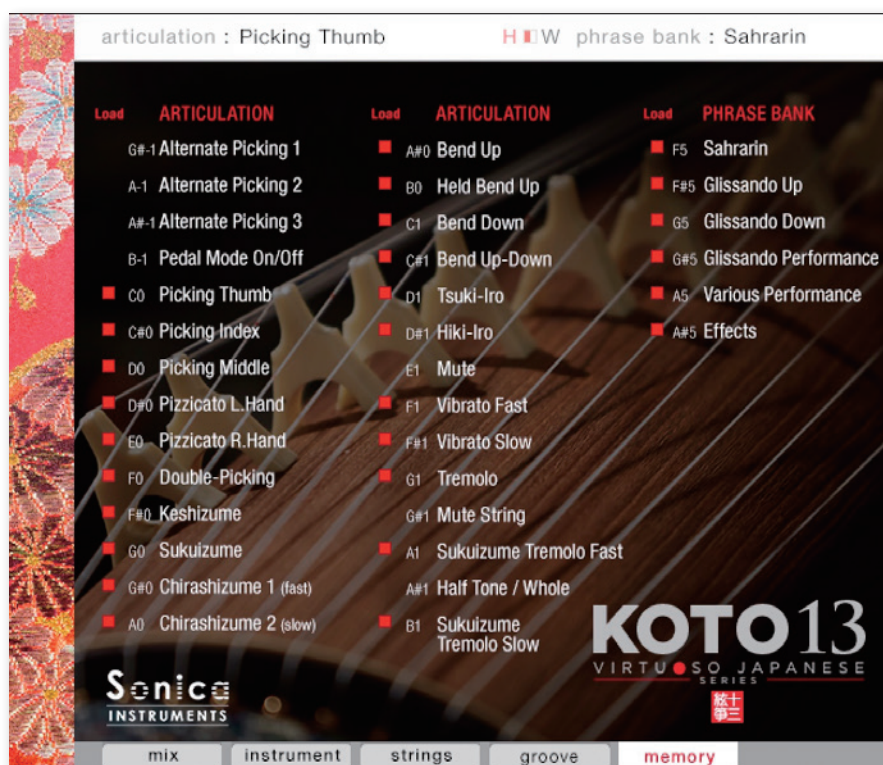 articulation : Picking Thumb
H W phrase bank : Sahrarin
Load ARTICULATION
G#-1 Alternate Picking 1
A-1 Alternate Picking 2
A#-1 Alternate Picking 3
B-1 Pedal Mode On/Off
C0 Picking Thumb
C#0 Picking Index
D0 Picking Middle
D#0 Pizzicato L.Hand
E0 Pizzicato R.Hand
F0 Double-Picking
F#0 Keshizume
G0 Sukuizume
G#0 Chirashizume 1 (fast)
A0 Chirashizume 2 (slow)
Load ARTICULATION
A#0 Bend Up
B0 Held Bend Up
C1 Bend Down
C#1 Bend Up-Down
D1 Tsuki-Iro
D#1 Hiki-Iro
E1 Mute
F1 Vibrato Fast
F#1 Vibrato Slow
G1 Tremolo
G#1 Mute String
A1 Sukuizume Tremolo Fast
A#1 Half Tone / Whole
B1 Sukuizume
Tremolo Slow
Load PHRASE BANK
F5 Sahrarin
F#5 Glissando Up
G5 Glissando Down
G#5 Glissando Performance
A5 Various Performance
A#5 Effects
KOTO 13
VIRTUOSO JAPANESE
SERIES
十三
絃箏
Sonica
INSTRUMENTS
mix
instrument
strings
groove
memory